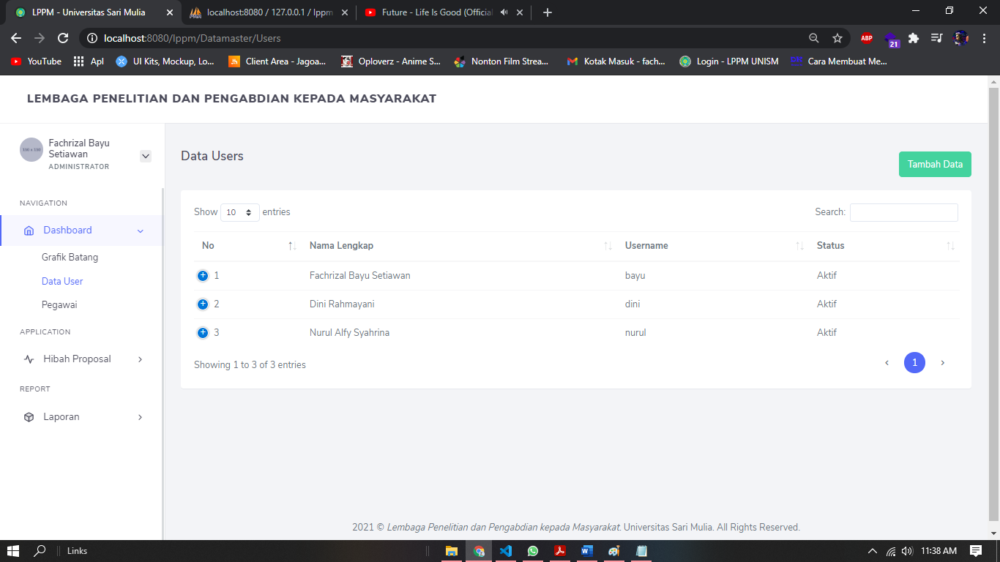 LPPM - Universitas Sari Mulia
localhost:8080 / 127.0.0.1 / lppm
Future - Life Is Good (Official
localhost:8080/lppm/Datamaster/Users
ABP
21
YouTube
Apl
UI Kits, Mockup, Lo...
Client Area - Jagoa...
Oploverz - Anime S...
Nonton Film Strea...
Kotak Masuk - fach...
Login - LPPM UNISM
Cara Membuat Me...
LEMBAGA PENELITIAN DAN PENGABDIAN KEPADA MASYARAKAT
Fachrizal Bayu
Setiawan
ADMINISTRATOR
NAVIGATION
Dashboard
Grafik Batang
Data User
Pegawai
APPLICATION
Hibah Proposal
REPORT
Laporan
Data Users
Tambah Data
Show 10 entries
Search:
No Nama Lengkap Username Status
1 Fachrizal Bayu Setiawan bayu Aktif
2 Dini Rahmayani dini Aktif
3 Nurul Alfy Syahrina nurul Aktif
Showing 1 to 3 of 3 entries
1
2021 © Lembaga Penelitian dan Pengabdian kepada Masyarakat. Universitas Sari Mulia. All Rights Reserved.
Links
11:38 AM